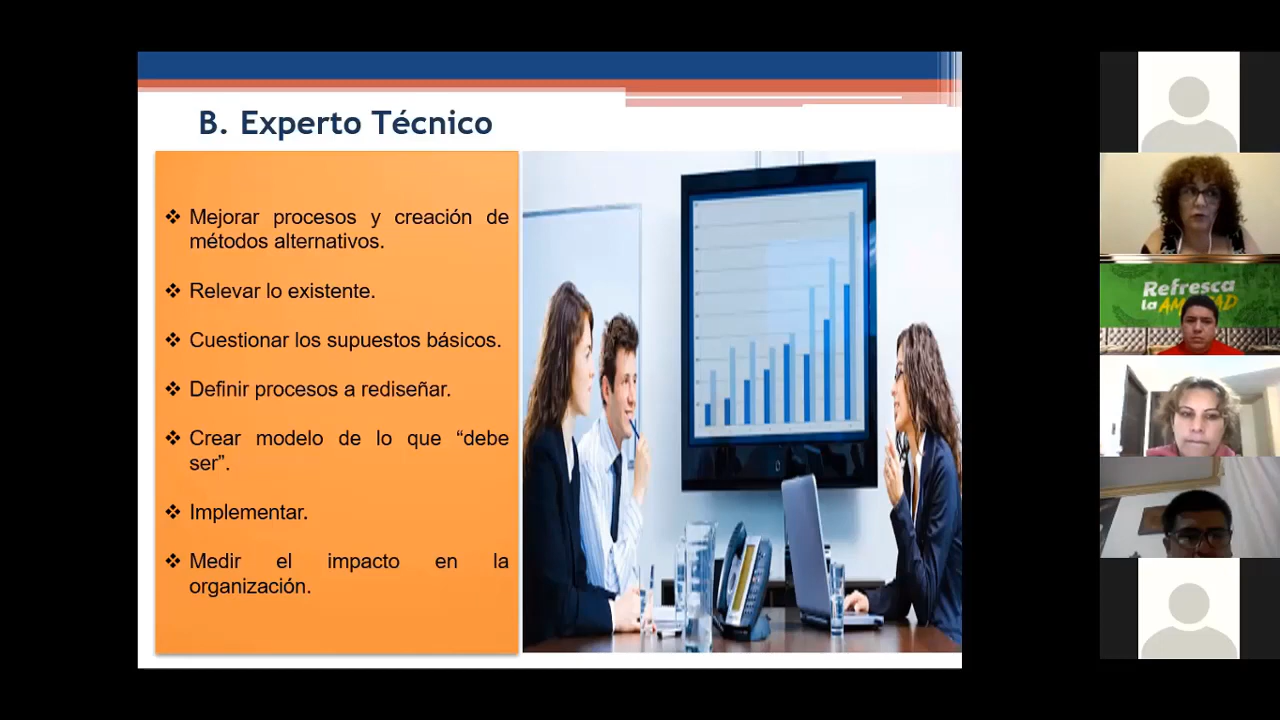 B. Experto Técnico
❖ Mejorar procesos y creación de
métodos alternativos.
❖ Relevar lo existente.
❖ Cuestionar los supuestos básicos.
❖ Definir procesos a rediseñar.
❖ Crear modelo de lo que “debe
ser”.
❖ Implementar.
❖ Medir el impacto en la
organización.
Refresca
la